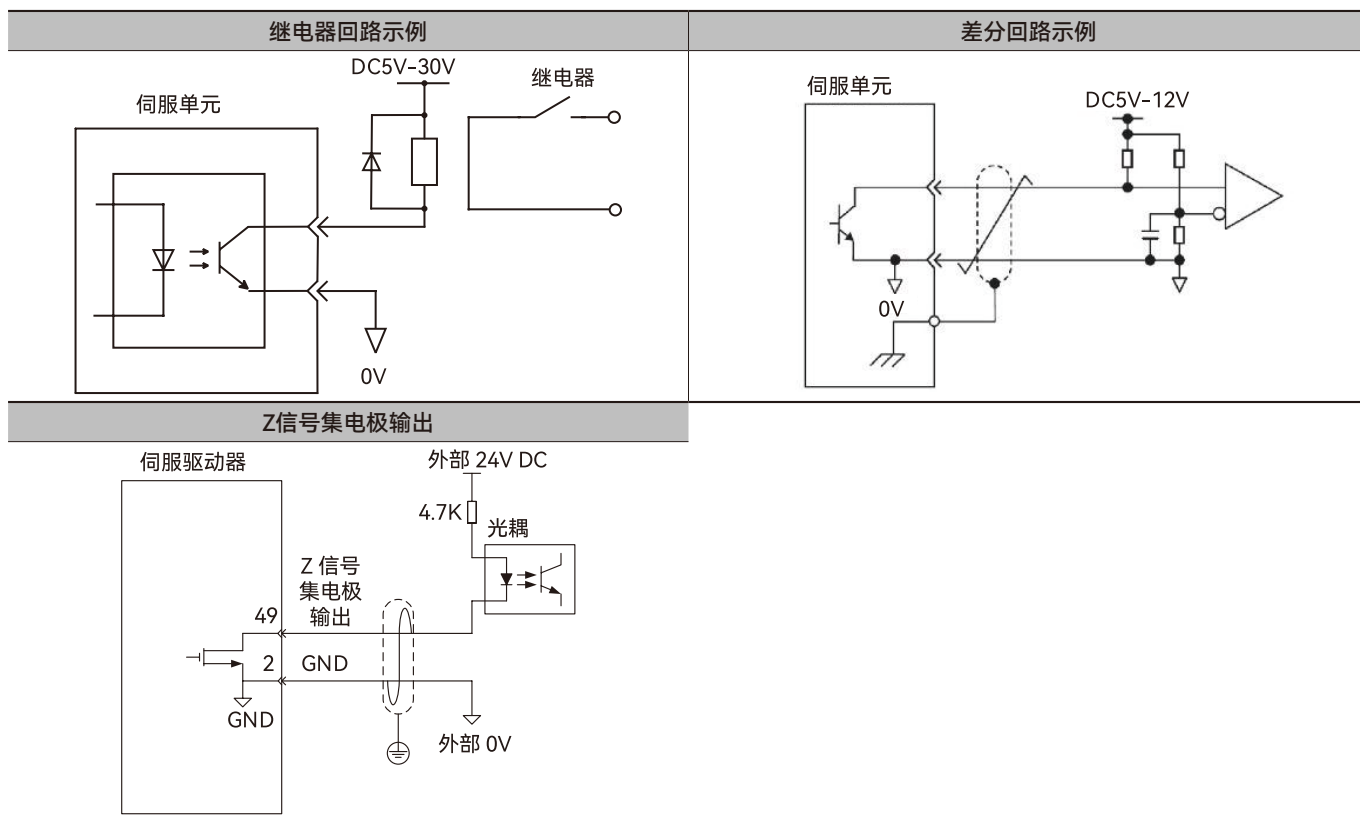 继电器回路示例
DC5V-30V
继电器
伺服单元
0V
差分回路示例
伺服单元
DC5V-12V
0V
Z信号集电极输出
伺服驱动器
外部 24V DC
4.7K
光耦
Z 信号
集电极
输出
49
2
GND
GND
外部 0V